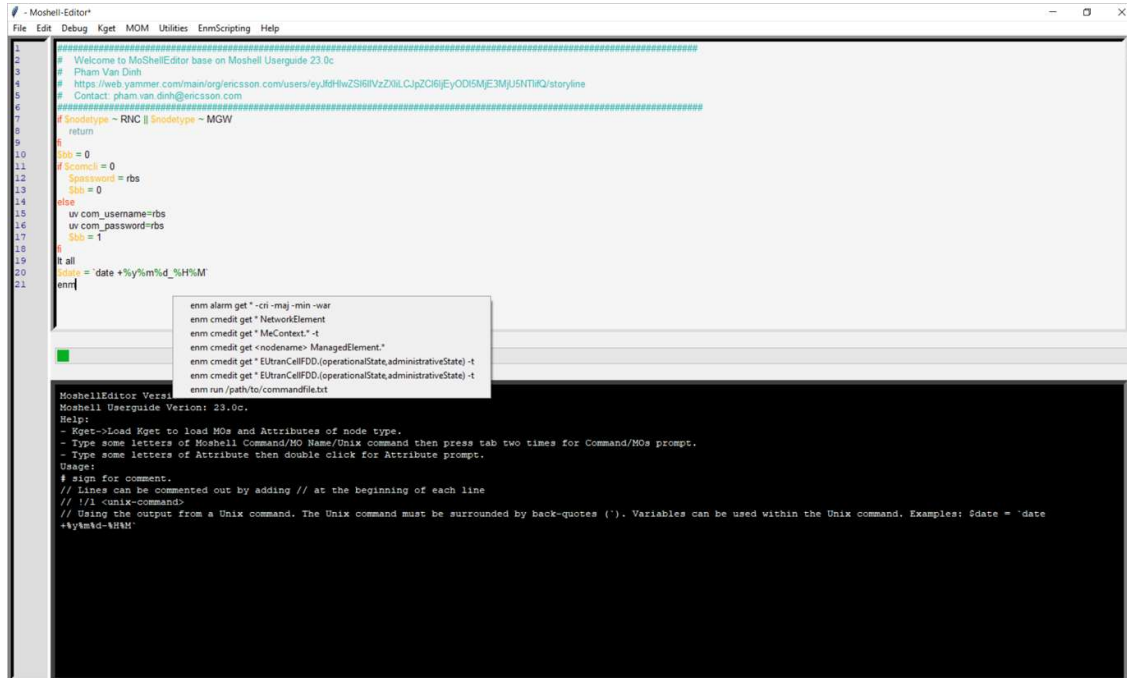 - Moshell-Editor*
File Edit Debug Kget MOM Utilities EnmScripting Help
1 ##############################################################################################################################
2 # Welcome to MoShellEditor base on Moshell Userguide 23.0c
3 # Pham Van Dinh
4 # https://web.yammer.com/main/org/ericsson.com/users/
5 # Contact: pham.van.dinh@ericsson.com
6 ###############################################################################################################################
7 if $nodetype ~ RNC || $nodetype ~ MGW
8 return
9 fi
10 $bb = 0
11 if $comcli = 0
12 $password = rbs
13 $bb = 0
14 else
15 uv com_username=rbs
16 uv com_password=rbs
17 $bb = 1
18 fi
19 lt all
20 $date = `date +%y%m%d_%H%M`
21 enm
enm alarm get * -cri -maj -min -war
enm cmedit get * NetworkElement
enm cmedit get * MeContext.* -t
enm cmedit get <nodename> ManagedElement.*
enm cmedit get * EUtranCellFDD.(operationalState,administrativeState) -t
enm cmedit get * EUtranCellFDD.(operationalState,administrativeState) -t
enm run /path/to/commandfile.txt
MoshellEditor Versi
Moshell Userguide Verion: 23.0c.
Help:
- Kget->Load Kget to load MOs and Attributes of node type.
- Type some letters of Moshell Command/MO Name/Unix command then press tab two times for Command/MOs prompt.
- Type some letters of Attribute then double click for Attribute prompt.
Usage:
# sign for comment.
// Lines can be commented out by adding // at the beginning of each line
// !/l <unix-command>
// Using the output from a Unix command. The Unix command must be surrounded by back-quotes (`). Variables can be used within the Unix command. Examples: $date = `date
+%y%m%d-%H%M`